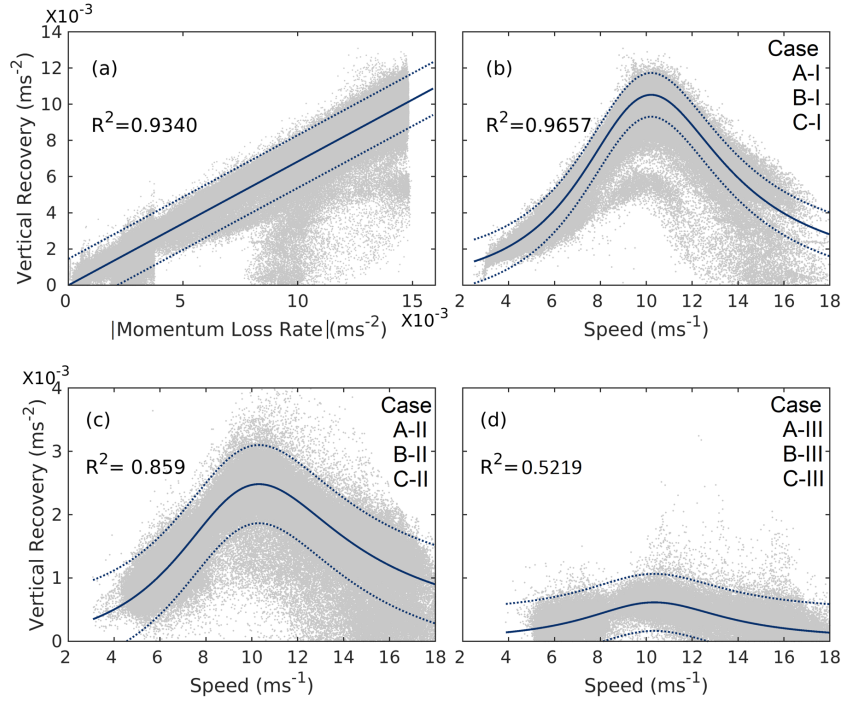 X10⁻³
14
12
10
8
6
4
2
0
(a)
R²=0.9340
0
5
10
15
X10⁻³
Vertical Recovery (ms⁻²)
|Momentum Loss Rate|(ms⁻²)
(b)
R²=0.9657
Case
A-I
B-I
C-I
2
4
6
8
10
12
14
16
18
Speed (ms⁻¹)
X10⁻³
4
3
2
1
0
(c)
R²= 0.859
Case
A-II
B-II
C-II
2
4
6
8
10
12
14
16
18
Vertical Recovery (ms⁻²)
Speed (ms⁻¹)
(d)
R²=0.5219
Case
A-III
B-III
C-III
2
4
6
8
10
12
14
16
18
Speed (ms⁻¹)